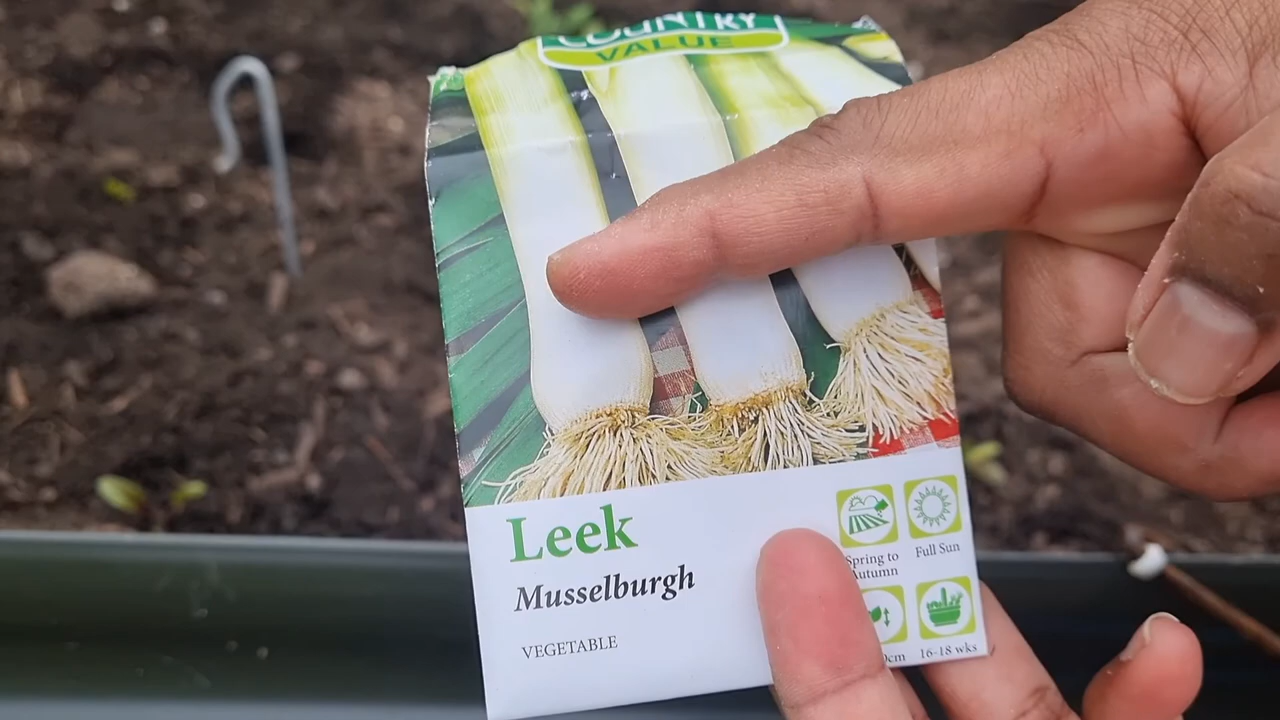 COUNTRY
VALUE
Leek
Musselburgh
VEGETABLE
Spring to
Autumn
Full Sun
16-18 wks